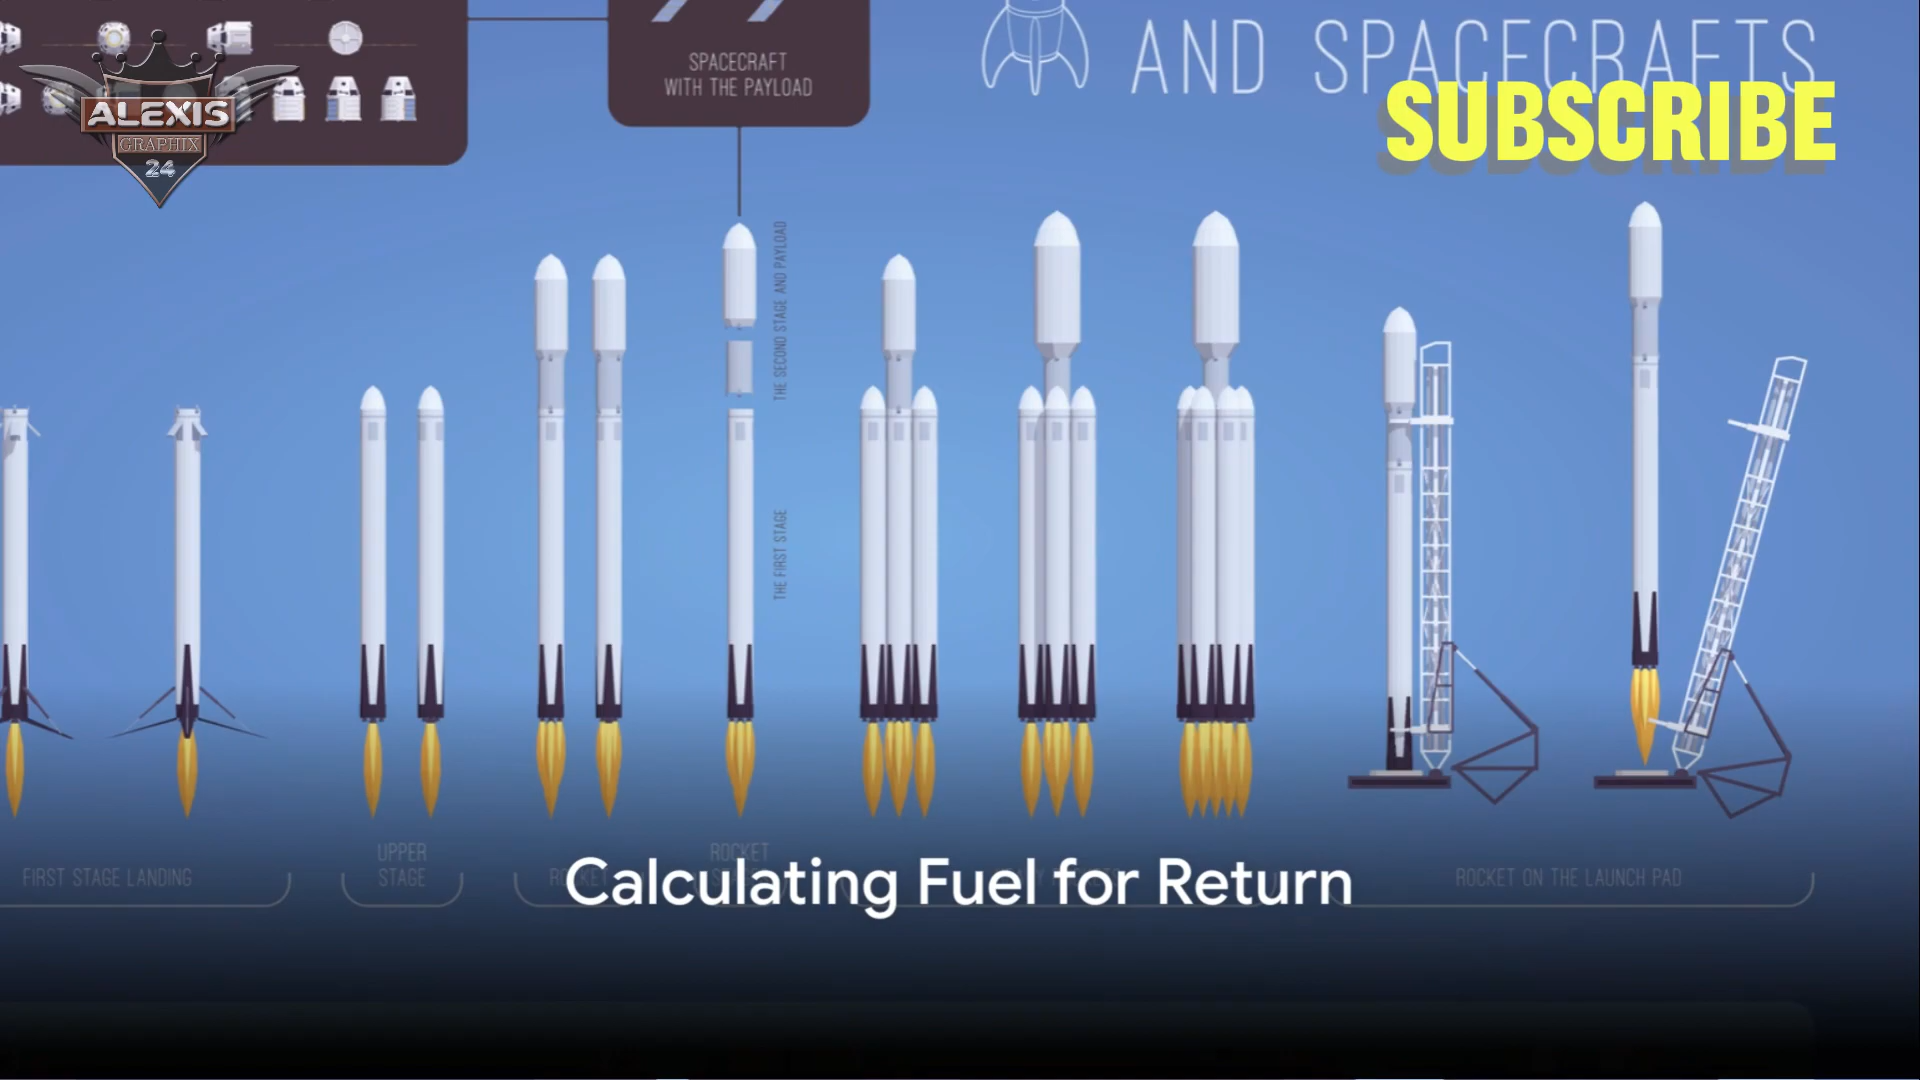 SPACECRAFT
WITH THE PAYLOAD
AND SPACECRAFTS
SUBSCRIBE
ALEXIS
GRAPHIX
24
THE SECOND STAGE AND PAYLOAD
THE FIRST STAGE
FIRST STAGE LANDING
UPPER
STAGE
ROCKET
ROCKET
Calculating Fuel for Return
ROCKET ON THE LAUNCH PAD